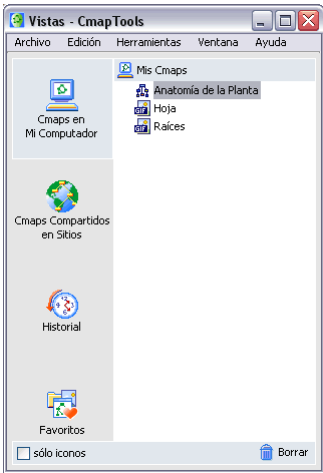 Vistas - CmapTools
Archivo Edición Herramientas Ventana Ayuda
Cmaps en
Mi Computador
Cmaps Compartidos
en Sitios
Historial
Favoritos
Mis Cmaps
Anatomía de la Planta
Hoja
Raíces
sólo iconos
Borrar